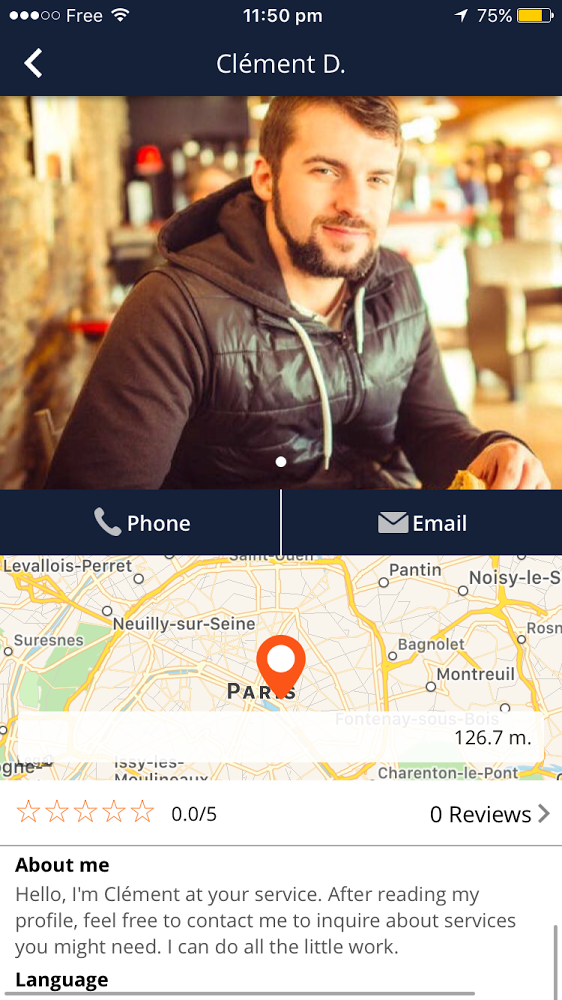 Free 11:50 pm 75%
Clément D.
Phone Email
Levallois-Perret
Saint-Ouen
Pantin
Noisy-le-S
Neuilly-sur-Seine
Rosn
Suresnes
Bagnolet
Montreuil
PARIS
Fontenay-sous-Bois
126.7 m.
gne
Issy-les-
Moulineaux
Charenton-le-Pont
0.0/5 0 Reviews
About me
Hello, I'm Clément at your service. After reading my
profile, feel free to contact me to inquire about services
you might need. I can do all the little work.
Language